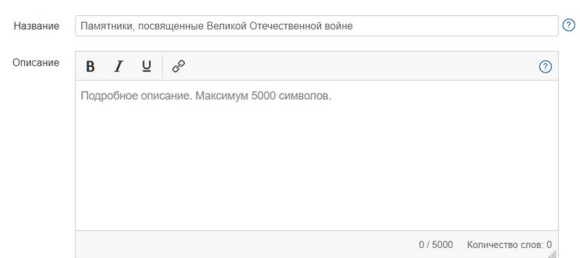 Название Памятники, посвященные Великой Отечественной войне ?
Описание B I U ?
Подробное описание. Максимум 5000 символов.
0 / 5000 Количество слов: 0